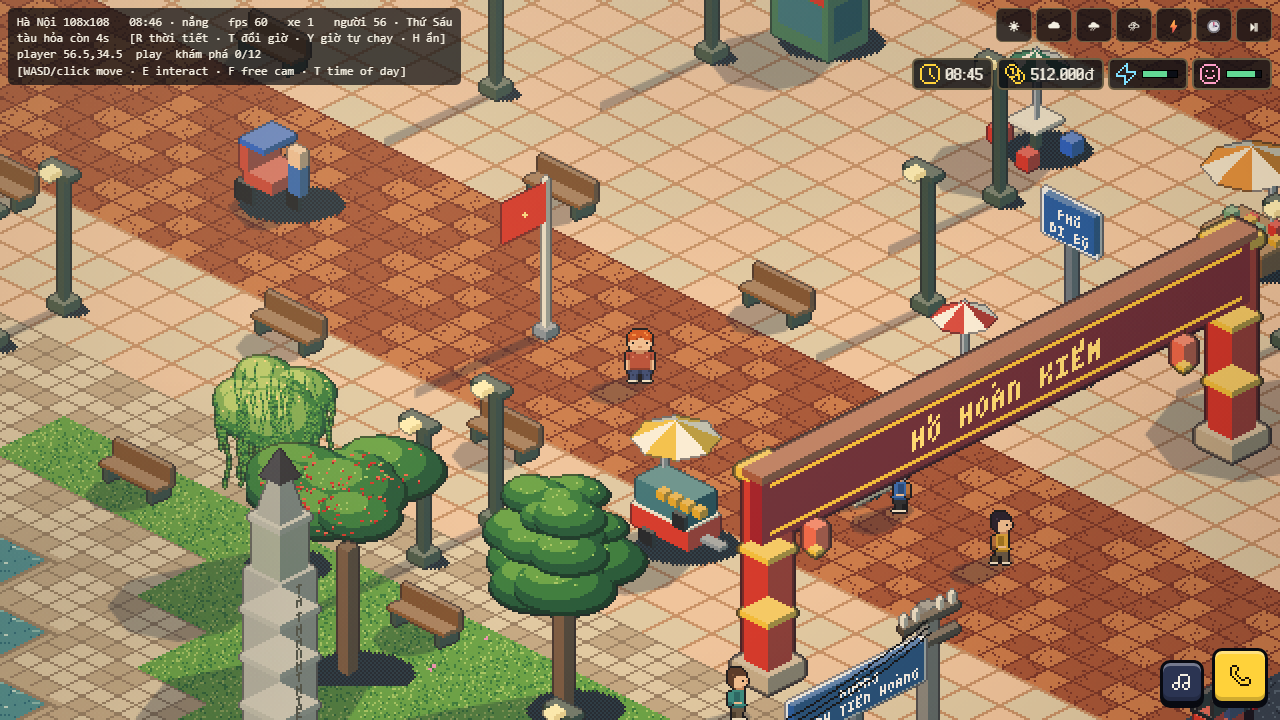 Hà Nội 108x108 08:46 · nắng fps 60 xe 1 người 56 · Thứ Sáu
tàu hỏa còn 4s [R thời tiết · T đổi giờ · Y giờ tự chạy · H ẩn]
player 56.5,34.5 play khám phá 0/12
[WASD/click move · E interact · F free cam · T time of day]
08:45
512.000đ
PHỐ
ĐI BỘ
HỒ HOÀN KIẾM
TIÊN HOÀNG